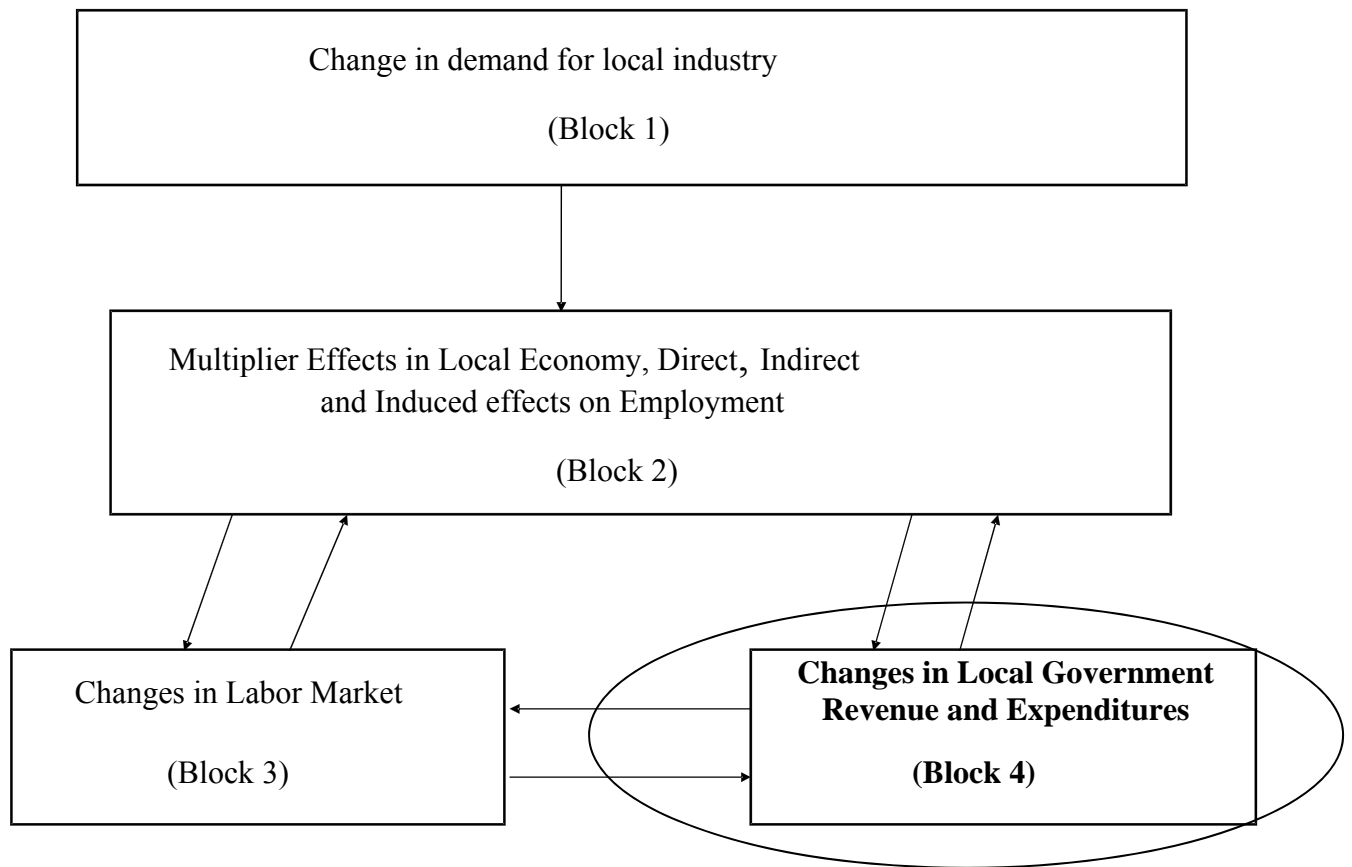 Change in demand for local industry
(Block 1)
Multiplier Effects in Local Economy, Direct, Indirect
and Induced effects on Employment
(Block 2)
Changes in Labor Market
(Block 3)
Changes in Local Government
Revenue and Expenditures
(Block 4)